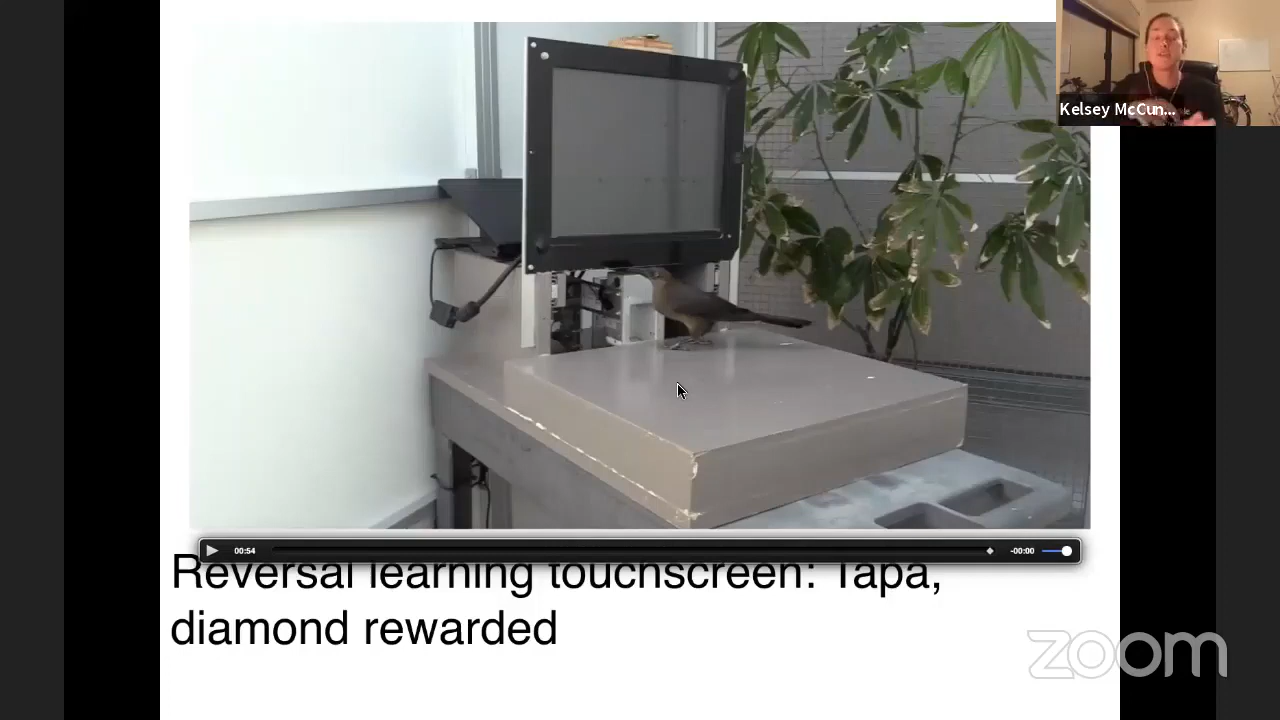 Kelsey McCun...
00:54
-00:00
Reversal learning touchscreen: Tapa,
diamond rewarded
zoom